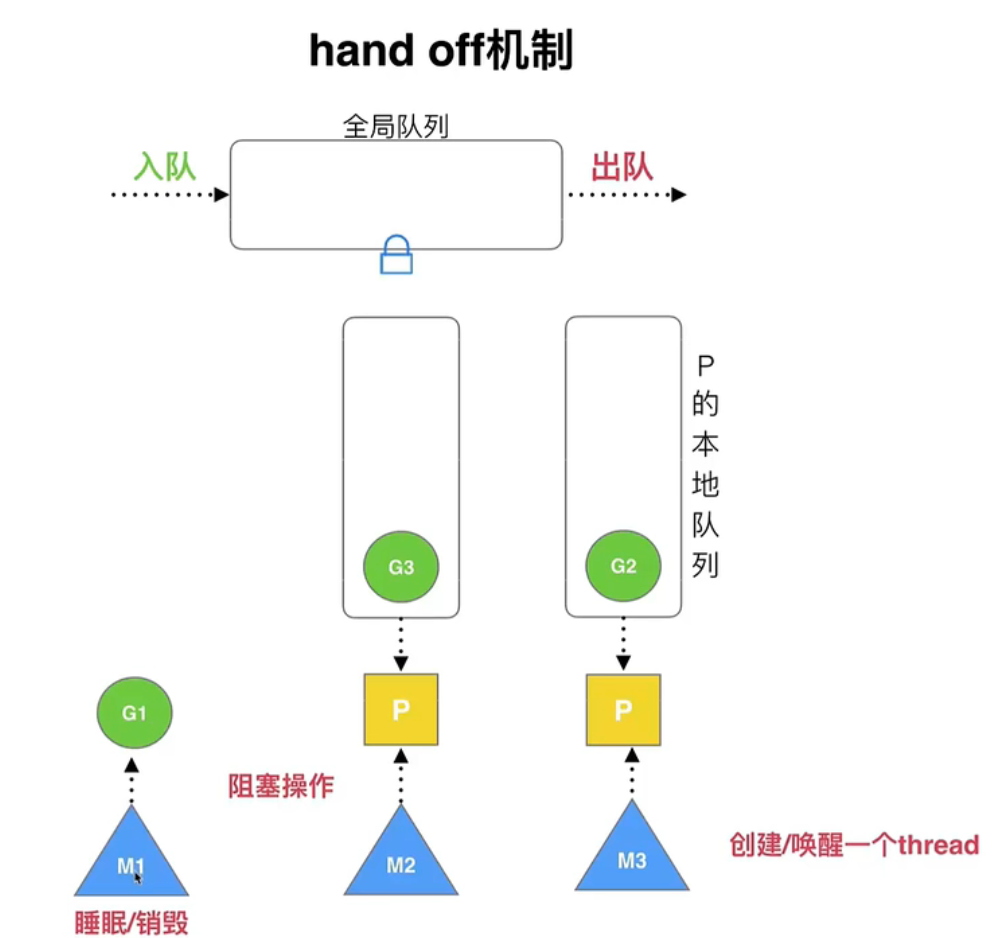 hand off机制
全局队列
入队
出队
P的本地队列
G3
G2
G1
P
P
阻塞操作
M1
M2
M3
创建/唤醒一个thread
睡眠/销毁